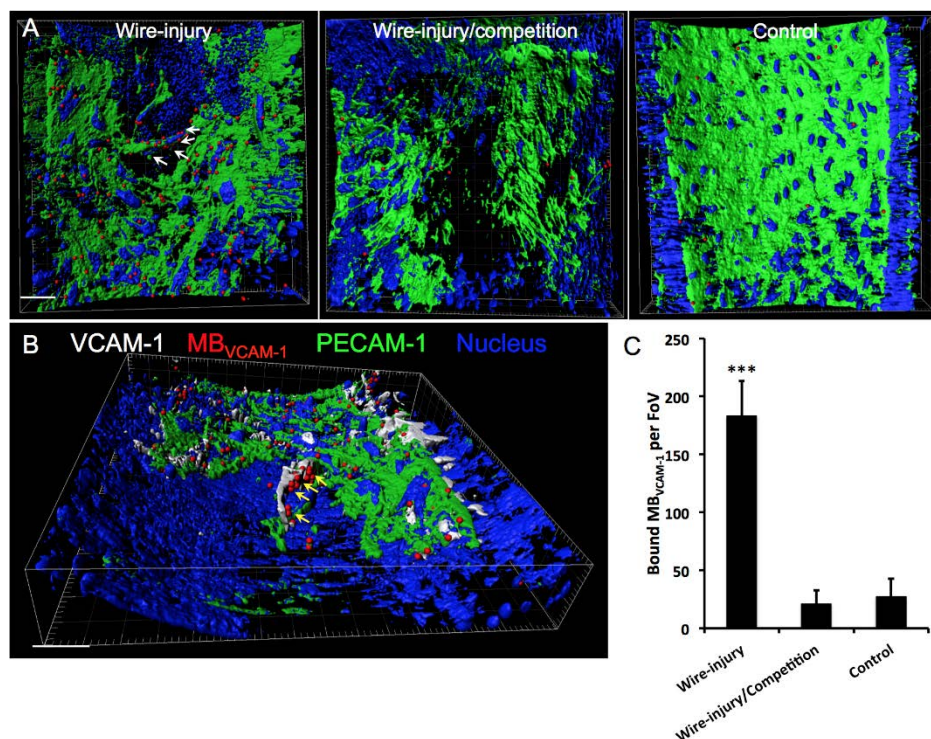 A
Wire-injury
Wire-injury/competition
Control
B VCAM-1 MBVCAM-1 PECAM-1 Nucleus
C
Bound MBVCAM-1 per FoV
250
200
150
100
50
0
***
Wire-injury
Wire-injury/Competition
Control